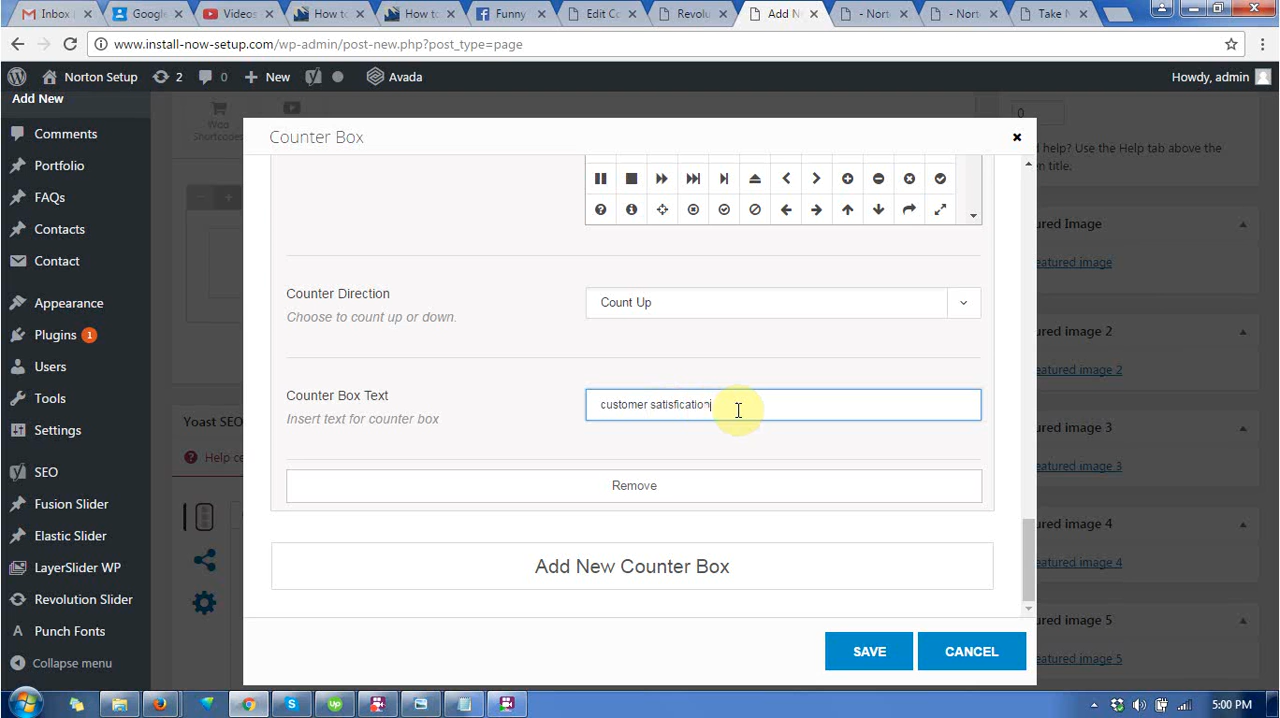 Inbox
Google
Videos
How to
How to
Funny
Edit Co
Revolu
Add N
- Nort
- Nort
Take N
www.install-now-setup.com/wp-admin/post-new.php?post_type=page
Norton Setup
2
0
New
Avada
Howdy, admin
Add New
Comments
Portfolio
FAQs
Contacts
Contact
Appearance
Plugins 1
Users
Tools
Settings
SEO
Fusion Slider
Elastic Slider
LayerSlider WP
Revolution Slider
Punch Fonts
Collapse menu
Woo
Shortcodes
Yoast SEO
Help ce
Counter Box
Counter Direction
Choose to count up or down.
Count Up
Counter Box Text
Insert text for counter box
customer satisficationj
Remove
Add New Counter Box
SAVE
CANCEL
0
d help? Use the Help tab above the
n title.
ured Image
eatured image
ured image 2
eatured image 2
ured image 3
eatured image 3
ured image 4
eatured image 4
ured image 5
eatured image 5
5:00 PM